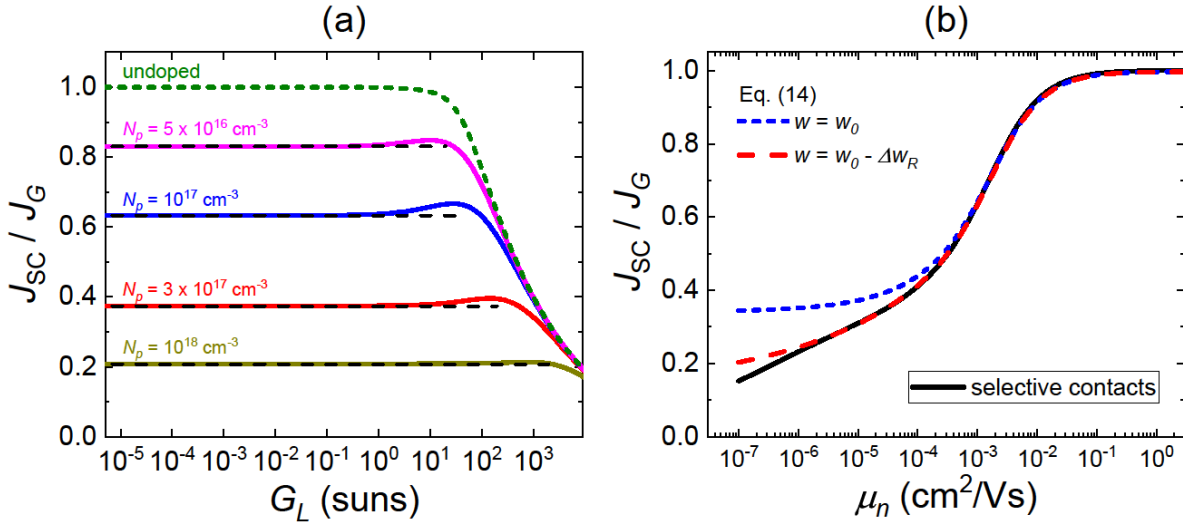 (a)
J_SC / J_G
1.0
0.8
0.6
0.4
0.2
0.0
undoped
N_p = 5 x 10^16 cm^-3
N_p = 10^17 cm^-3
N_p = 3 x 10^17 cm^-3
N_p = 10^18 cm^-3
10^-5 10^-4 10^-3 10^-2 10^-1 10^0 10^1 10^2 10^3
G_L (suns)
(b)
J_SC / J_G
1.0
0.8
0.6
0.4
0.2
0.0
Eq. (14)
w = w_0
w = w_0 - Δw_R
selective contacts
10^-7 10^-6 10^-5 10^-4 10^-3 10^-2 10^-1 10^0
μ_n (cm^2/Vs)